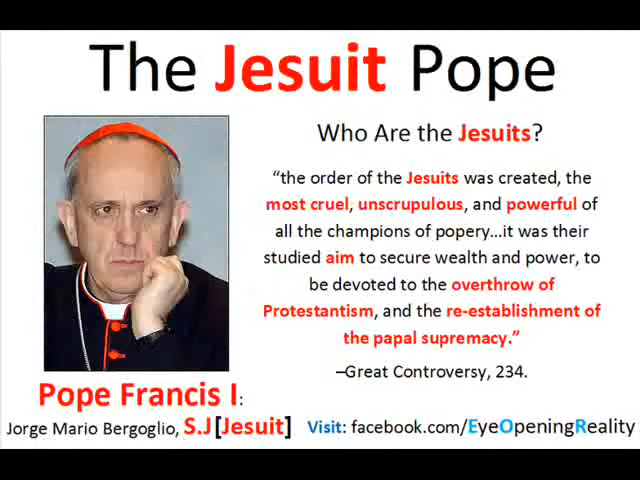 The Jesuit Pope
Who Are the Jesuits?
“the order of the Jesuits was created, the
most cruel, unscrupulous, and powerful of
all the champions of popery...it was their
studied aim to secure wealth and power, to
be devoted to the overthrow of
Protestantism, and the re-establishment of
the papal supremacy.”
–Great Controversy, 234.
Pope Francis I:
Jorge Mario Bergoglio, S.J[Jesuit]
Visit: facebook.com/EyeOpeningReality